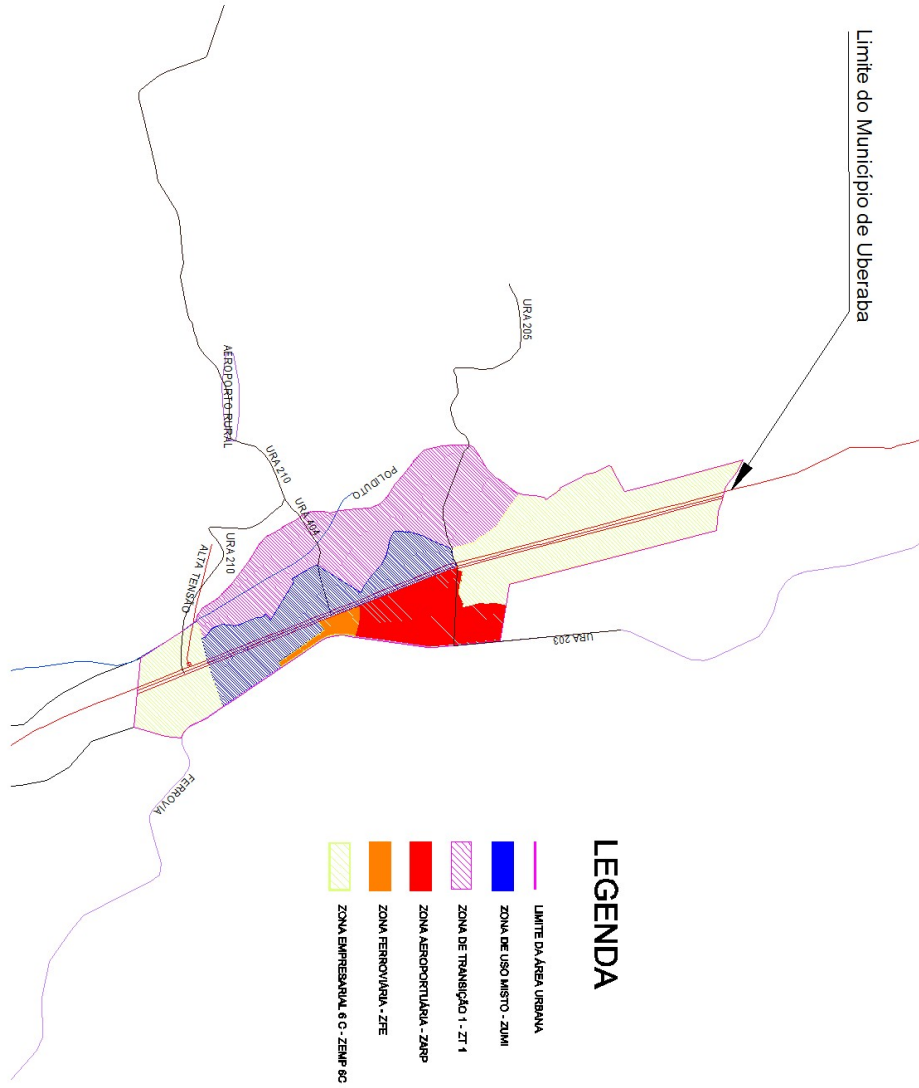 Limite do Município de Uberaba
URA 205
AEROPORTO RURAL
URA 210
POLIDUTO
URA 404
URA 210
ALTA TENSÃO
URA 203
FERROVIA
LEGENDA
LIMITE DA ÁREA URBANA
ZONA DE USO MISTO - ZUMI
ZONA DE TRANSIÇÃO 1 - ZT 1
ZONA AEROPORTUÁRIA - ZARP
ZONA FERROVIÁRIA - ZFE
ZONA EMPRESARIAL 6 C - ZEMP 6C